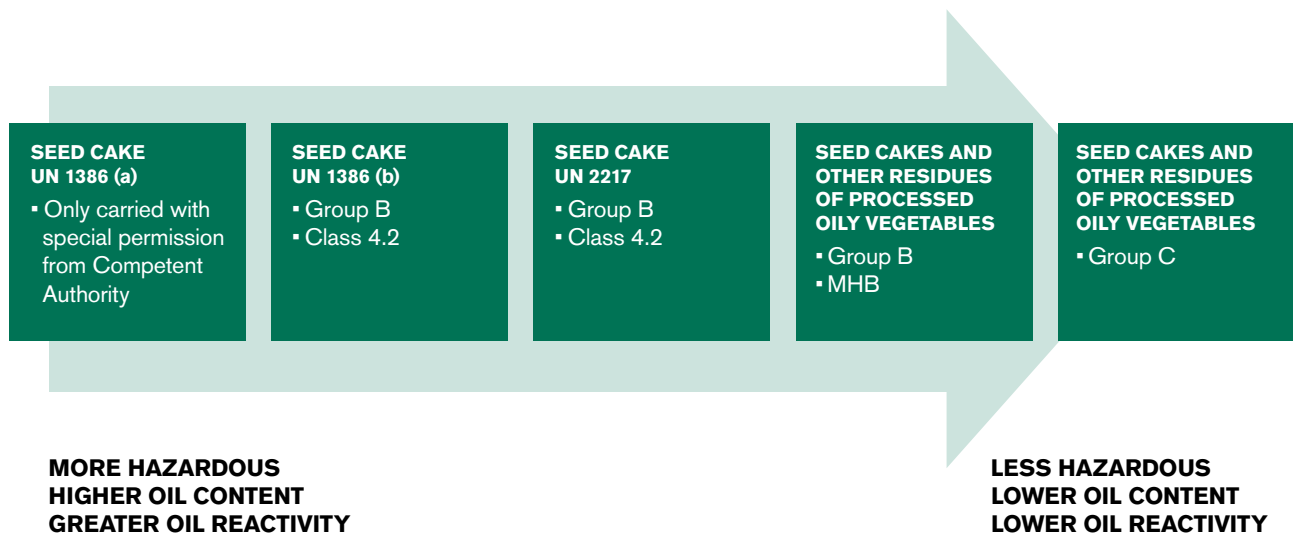 SEED CAKE
UN 1386 (a)
▪ Only carried with
special permission
from Competent
Authority
SEED CAKE
UN 1386 (b)
▪ Group B
▪ Class 4.2
SEED CAKE
UN 2217
▪ Group B
▪ Class 4.2
SEED CAKES AND
OTHER RESIDUES
OF PROCESSED
OILY VEGETABLES
▪ Group B
▪ MHB
SEED CAKES AND
OTHER RESIDUES
OF PROCESSED
OILY VEGETABLES
▪ Group C
MORE HAZARDOUS
HIGHER OIL CONTENT
GREATER OIL REACTIVITY
LESS HAZARDOUS
LOWER OIL CONTENT
LOWER OIL REACTIVITY